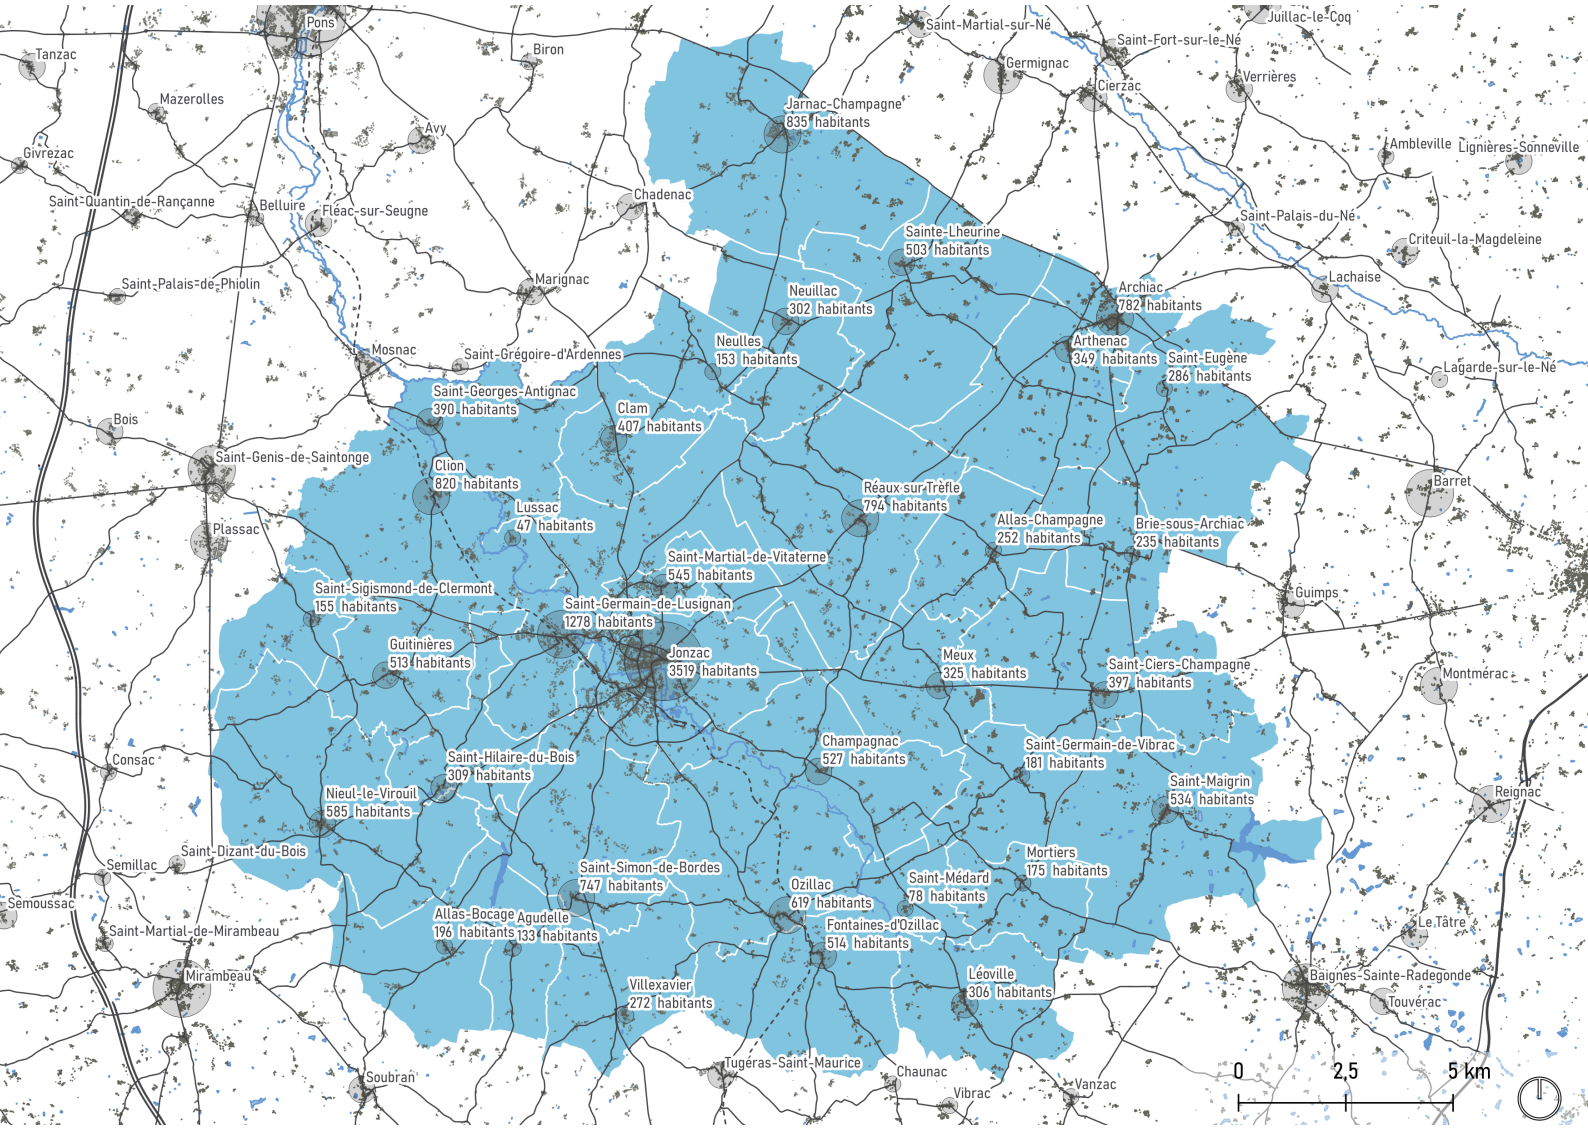 Pons
Saint-Martial-sur-Né
Juillac-le-Coq
Tanzac
Biron
Saint-Fort-sur-le-Né
Germignac
Verrières
Cierzac
Mazerolles
Jarnac-Champagne
835 habitants
Avy
Ambleville
Lignières-Sonneville
Givrezac
Chadenac
Saint-Quantin-de-Rançanne
Belluire
Fléac-sur-Seugne
Saint-Palais-du-Né
Sainte-Lheurine
503 habitants
Criteuil-la-Magdeleine
Saint-Palais-de-Phiolin
Marignac
Lachaise
Neuillac
302 habitants
Archiac
782 habitants
Mosnac
Saint-Grégoire-d'Ardennes
Neulles
153 habitants
Arthenac
349 habitants
Saint-Eugène
286 habitants
Lagarde-sur-le-Né
Saint-Georges-Antignac
390 habitants
Clam
407 habitants
Bois
Saint-Genis-de-Saintonge
Clion
820 habitants
Réaux sur Trèfle
794 habitants
Barret
Lussac
47 habitants
Plassac
Allas-Champagne
252 habitants
Brie-sous-Archiac
235 habitants
Saint-Martial-de-Vitaterne
545 habitants
Saint-Sigismond-de-Clermont
155 habitants
Guimps
Saint-Germain-de-Lusignan
1278 habitants
Guitinières
513 habitants
Jonzac
3519 habitants
Meux
325 habitants
Saint-Ciers-Champagne
397 habitants
Montmérac
Champagnac
527 habitants
Saint-Germain-de-Vibrac
181 habitants
Consac
Saint-Hilaire-du-Bois
309 habitants
Saint-Maigrin
534 habitants
Nieul-le-Virouil
585 habitants
Reignac
Saint-Dizant-du-Bois
Semillac
Saint-Simon-de-Bordes
747 habitants
Mortiers
175 habitants
Saint-Médard
78 habitants
Ozillac
619 habitants
Semoussac
Allas-Bocage
196 habitants
Agudelle
133 habitants
Fontaines-d'Ozillac
514 habitants
Le Tâtre
Saint-Martial-de-Mirambeau
Mirambeau
Léoville
306 habitants
Baignes-Sainte-Radegonde
Villexavier
272 habitants
Touvérac
Tugéras-Saint-Maurice
Chaunac
Soubran
Vibrac
Vanzac
0 2,5 5 km